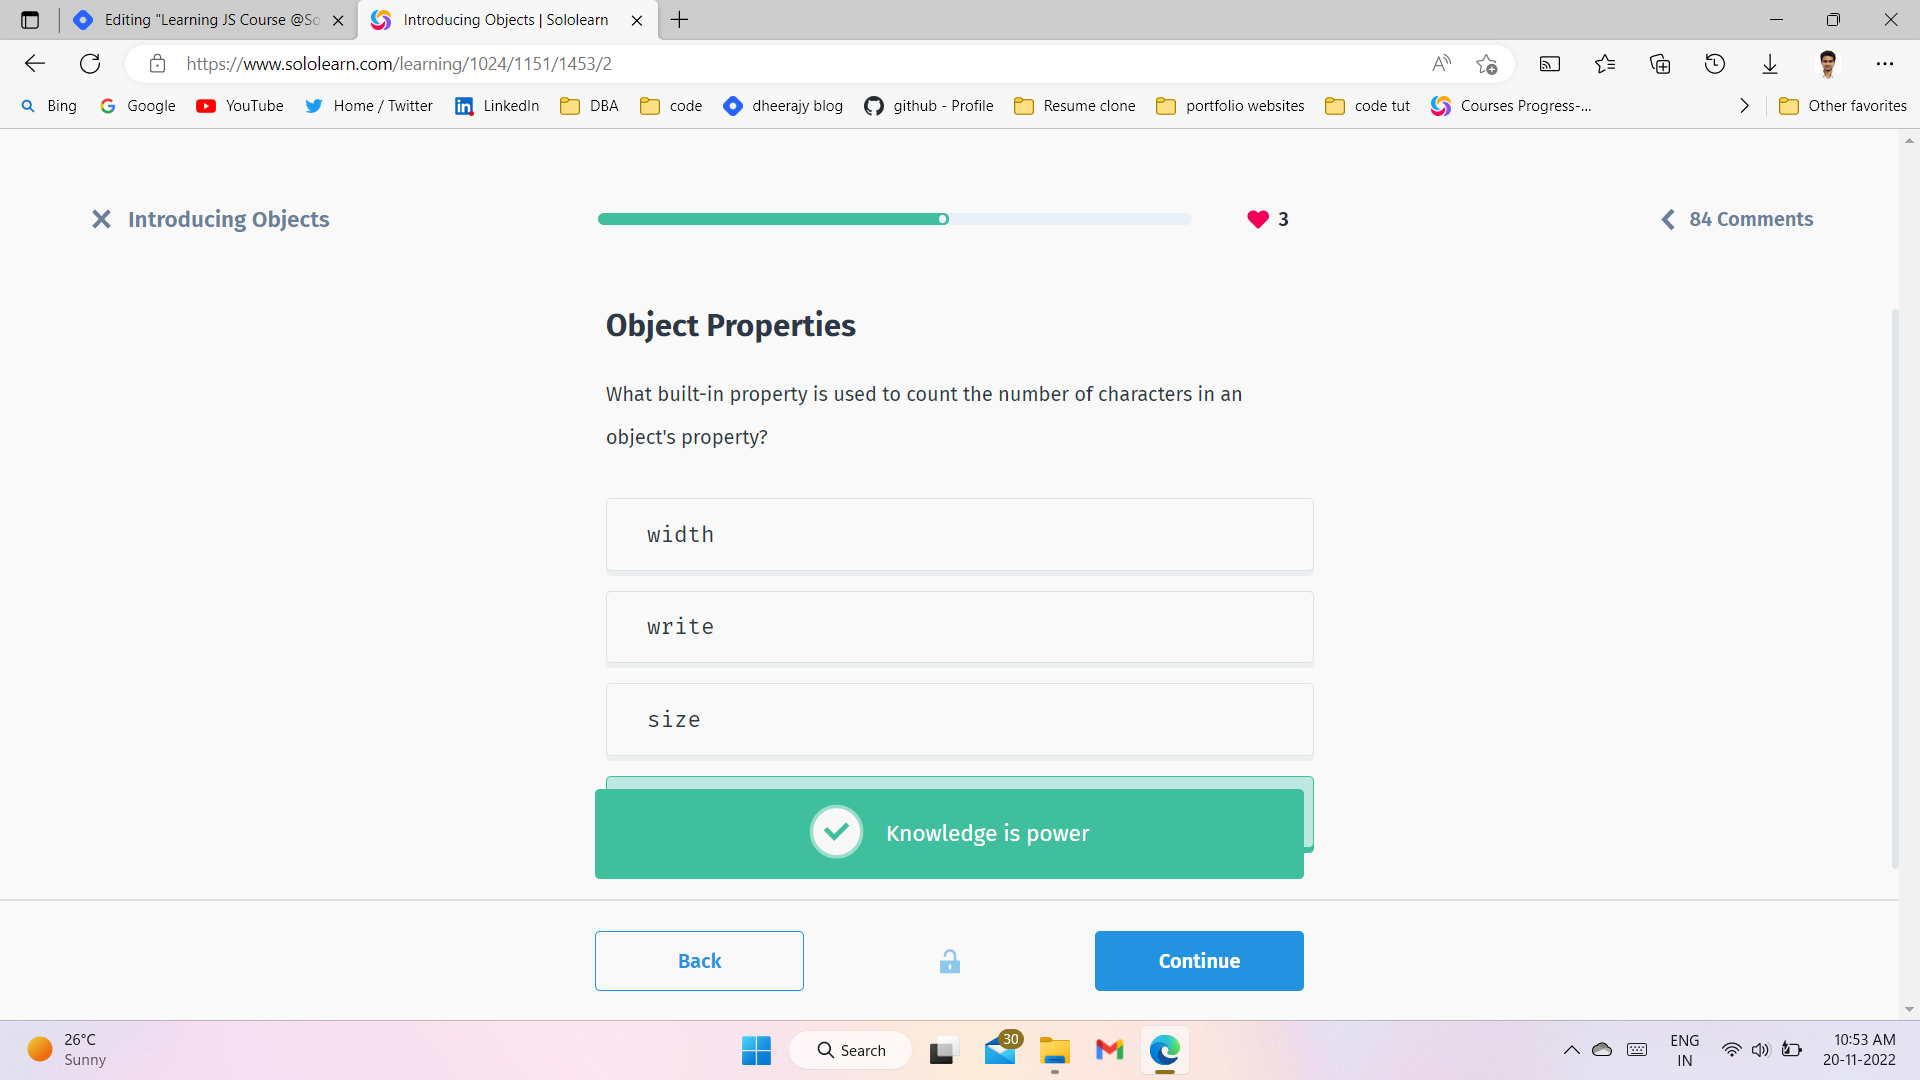 Editing "Learning JS Course @So
Introducing Objects | Sololearn
https://www.sololearn.com/learning/1024/1151/1453/2
Bing
Google
YouTube
Home / Twitter
LinkedIn
DBA
code
dheerajy blog
github - Profile
Resume clone
portfolio websites
code tut
Courses Progress-...
Other favorites
Introducing Objects
3
84 Comments
Object Properties
What built-in property is used to count the number of characters in an
object's property?
width
write
size
Knowledge is power
Back
Continue
26°C
Sunny
Search
30
ENG
IN
10:53 AM
20-11-2022